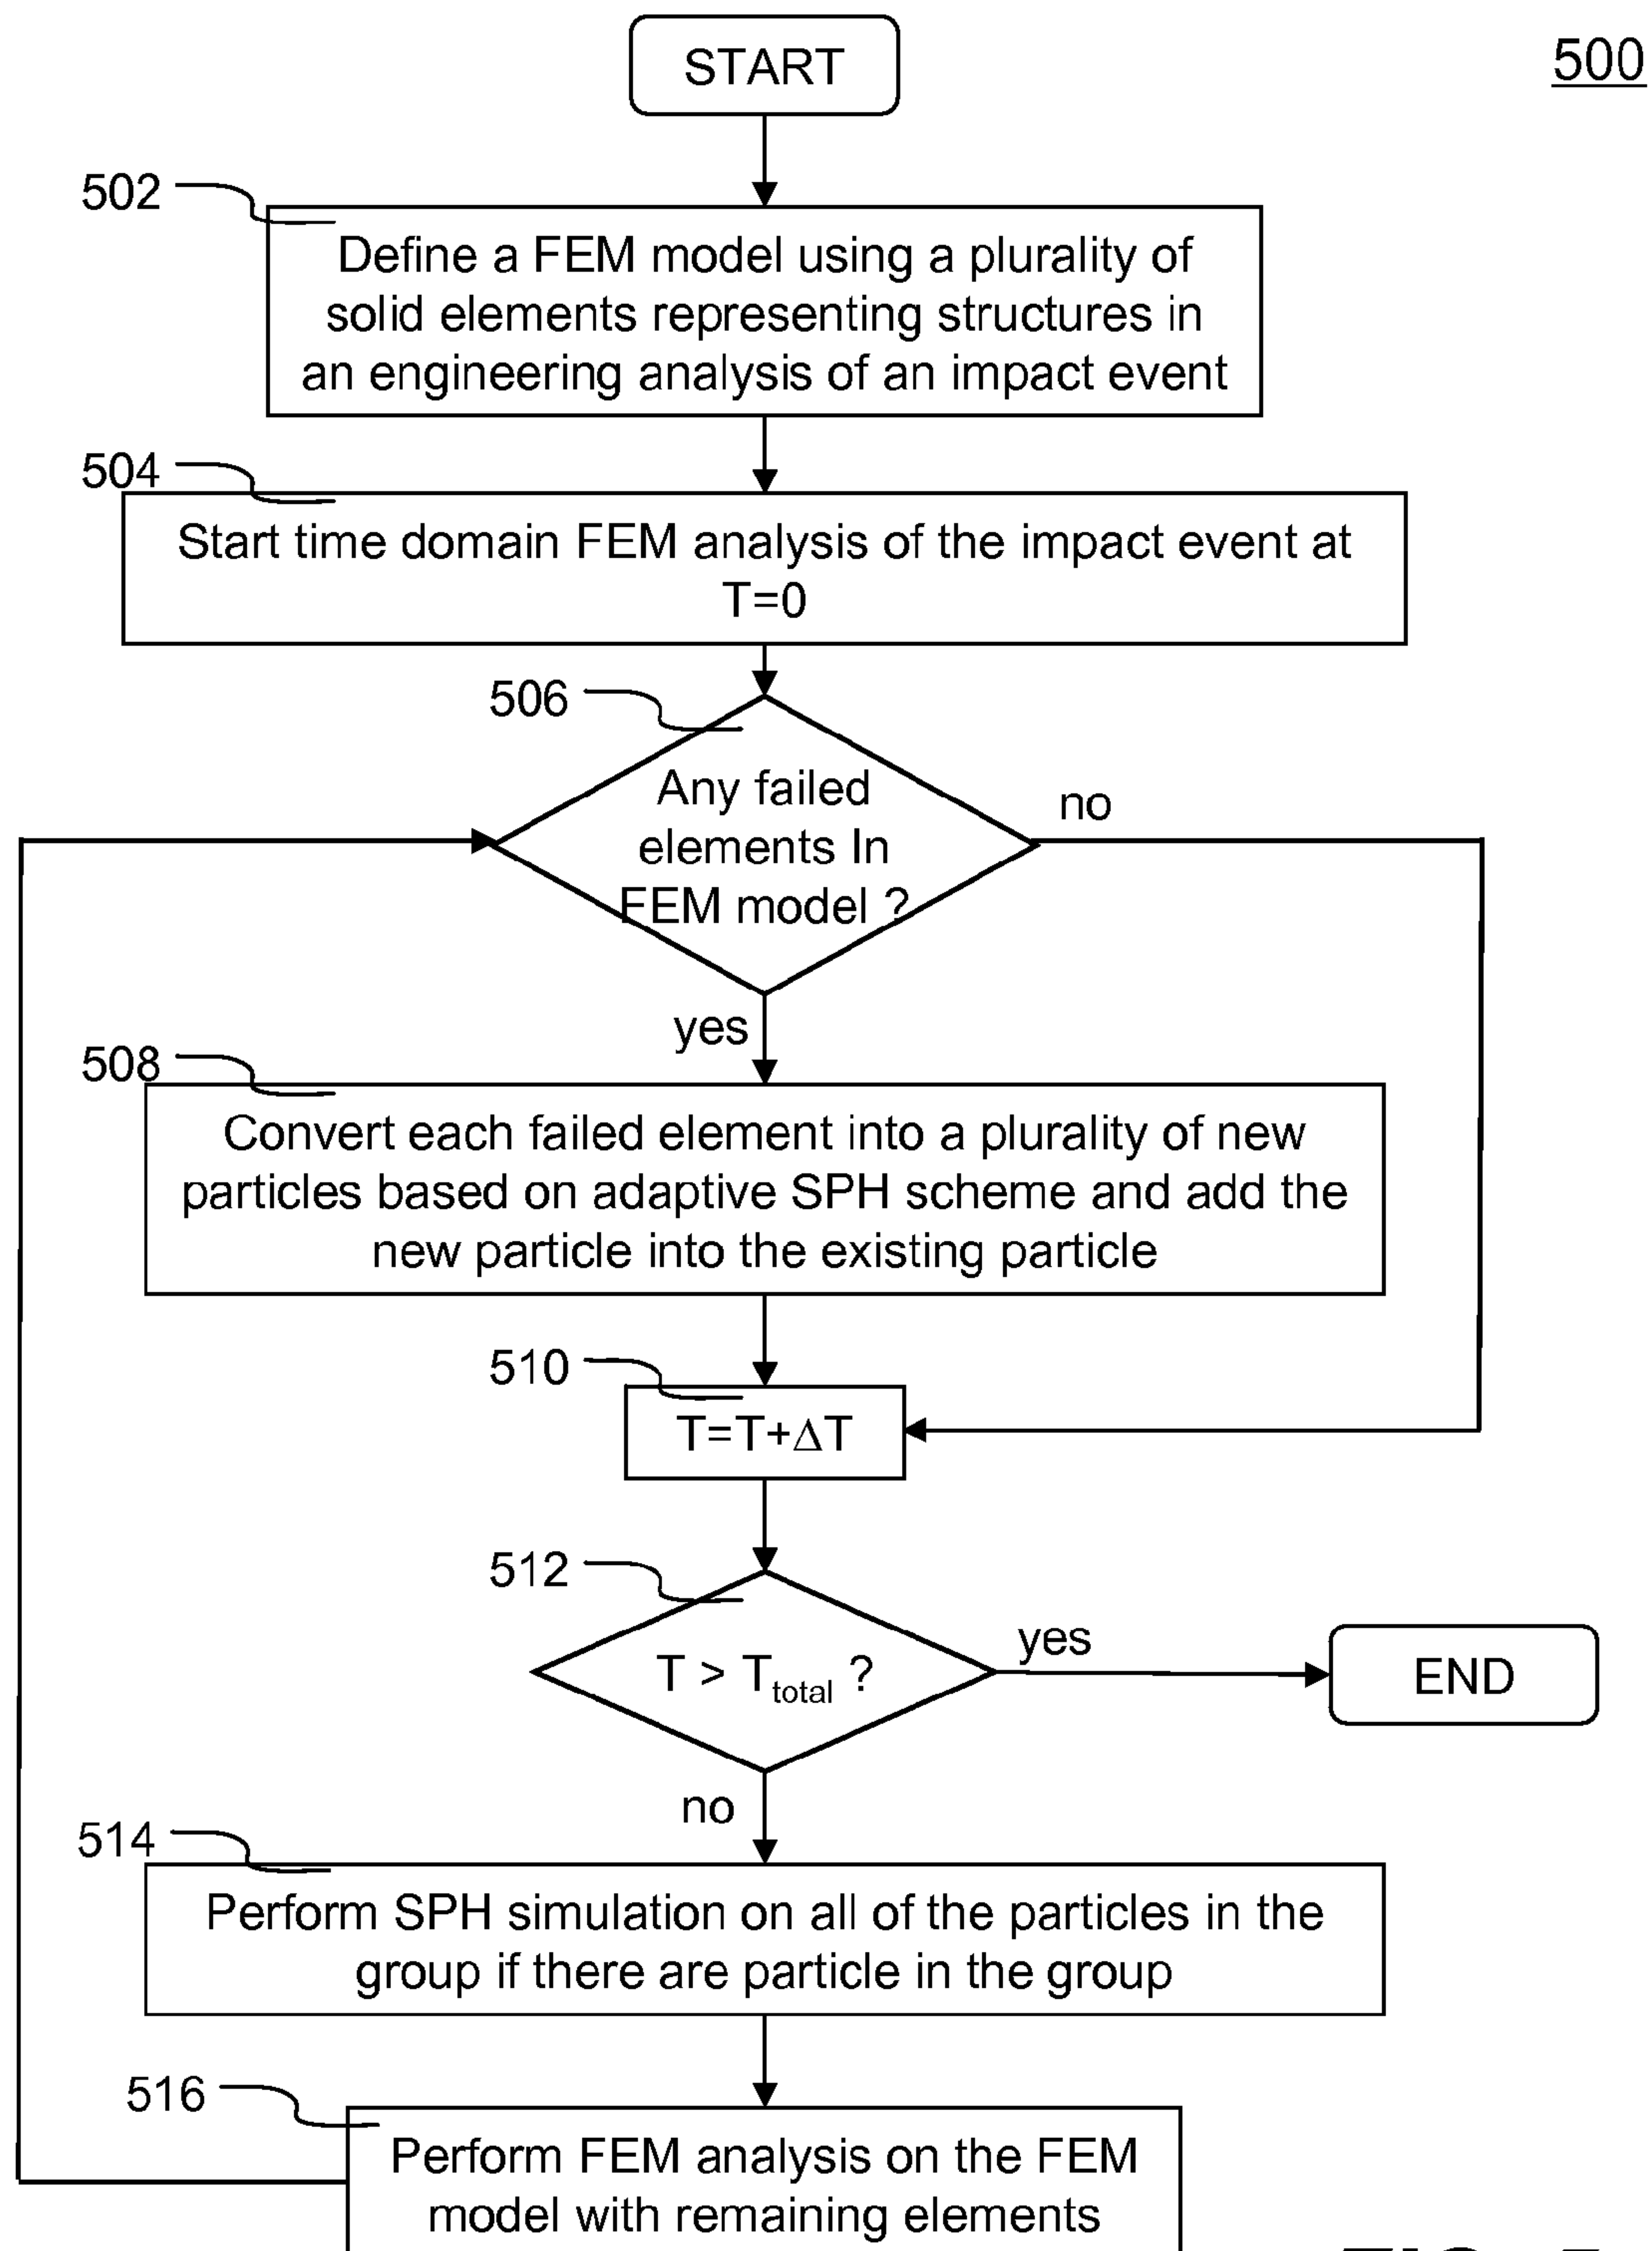 START
500
502
Define a FEM model using a plurality of
solid elements representing structures in
an engineering analysis of an impact event
504
Start time domain FEM analysis of the impact event at
T=0
506
Any failed
elements In
FEM model ?
no
yes
508
Convert each failed element into a plurality of new
particles based on adaptive SPH scheme and add the
new particle into the existing particle
510
T=T+ΔT
512
T > Ttotal ?
yes
END
no
514
Perform SPH simulation on all of the particles in the
group if there are particle in the group
516
Perform FEM analysis on the FEM
model with remaining elements